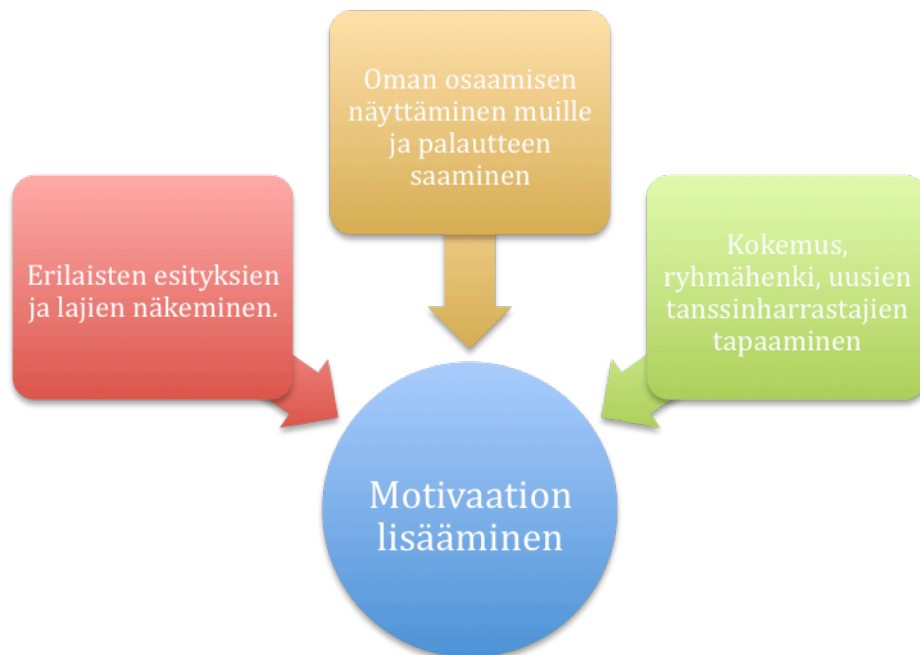 Oman osaamisen
näyttäminen muille
ja palautteen
saaminen
Erilaisten esityksien
ja lajien näkeminen.
Kokemus,
ryhmähenki, uusien
tanssinharrastajien
tapaaminen
Motivaation
lisääminen